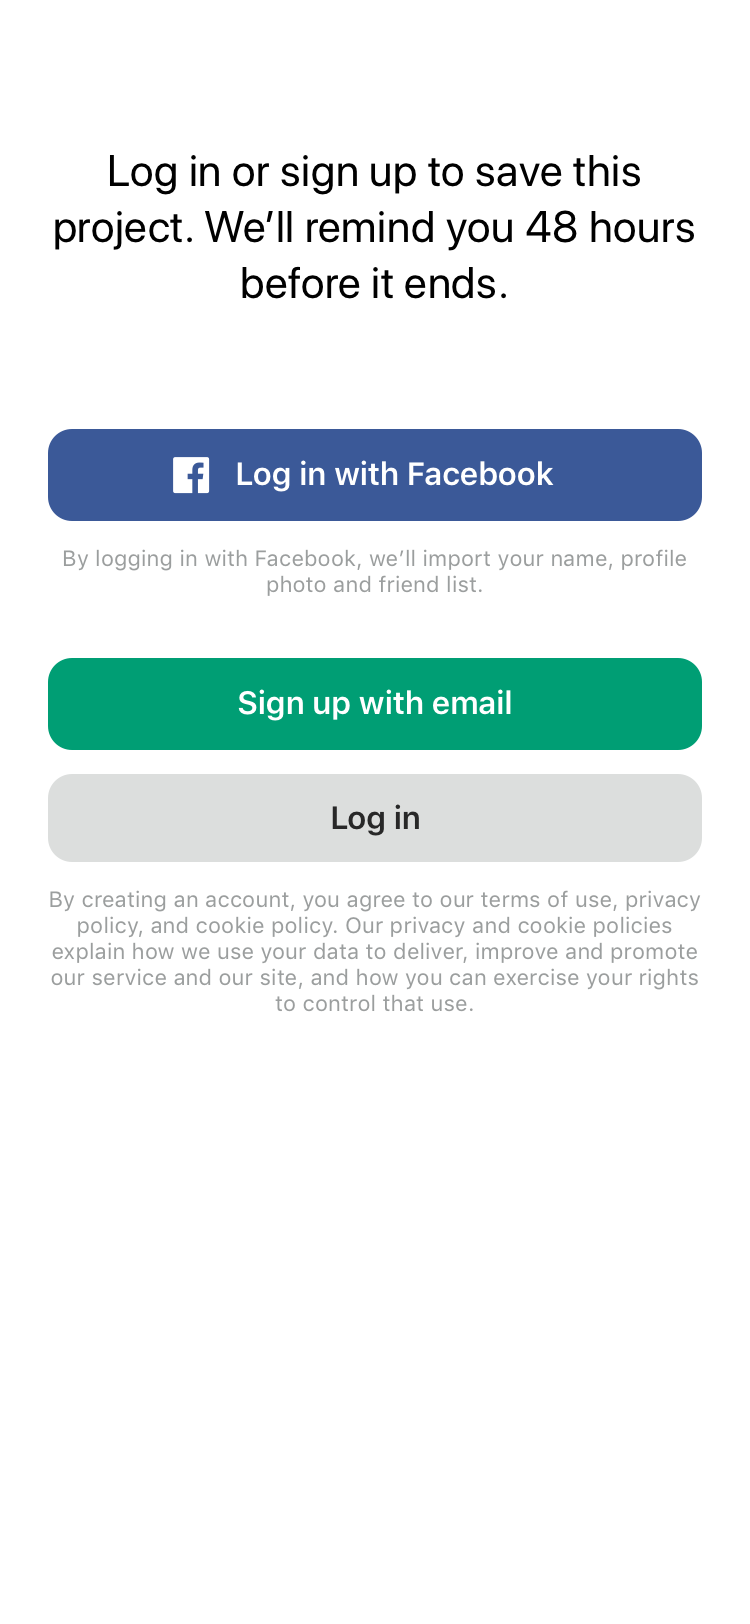 Log in or sign up to save this
project. We’ll remind you 48 hours
before it ends.
Log in with Facebook
By logging in with Facebook, we’ll import your name, profile
photo and friend list.
Sign up with email
Log in
By creating an account, you agree to our terms of use, privacy
policy, and cookie policy. Our privacy and cookie policies
explain how we use your data to deliver, improve and promote
our service and our site, and how you can exercise your rights
to control that use.